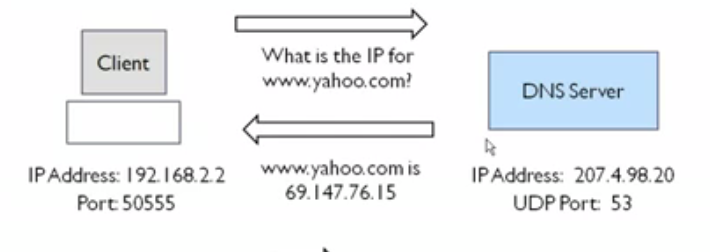 Client
What is the IP for
www.yahoo.com?
DNS Server
IP Address: 192.168.2.2
Port: 50555
www.yahoo.com is
69.147.76.15
IP Address: 207.4.98.20
UDP Port: 53